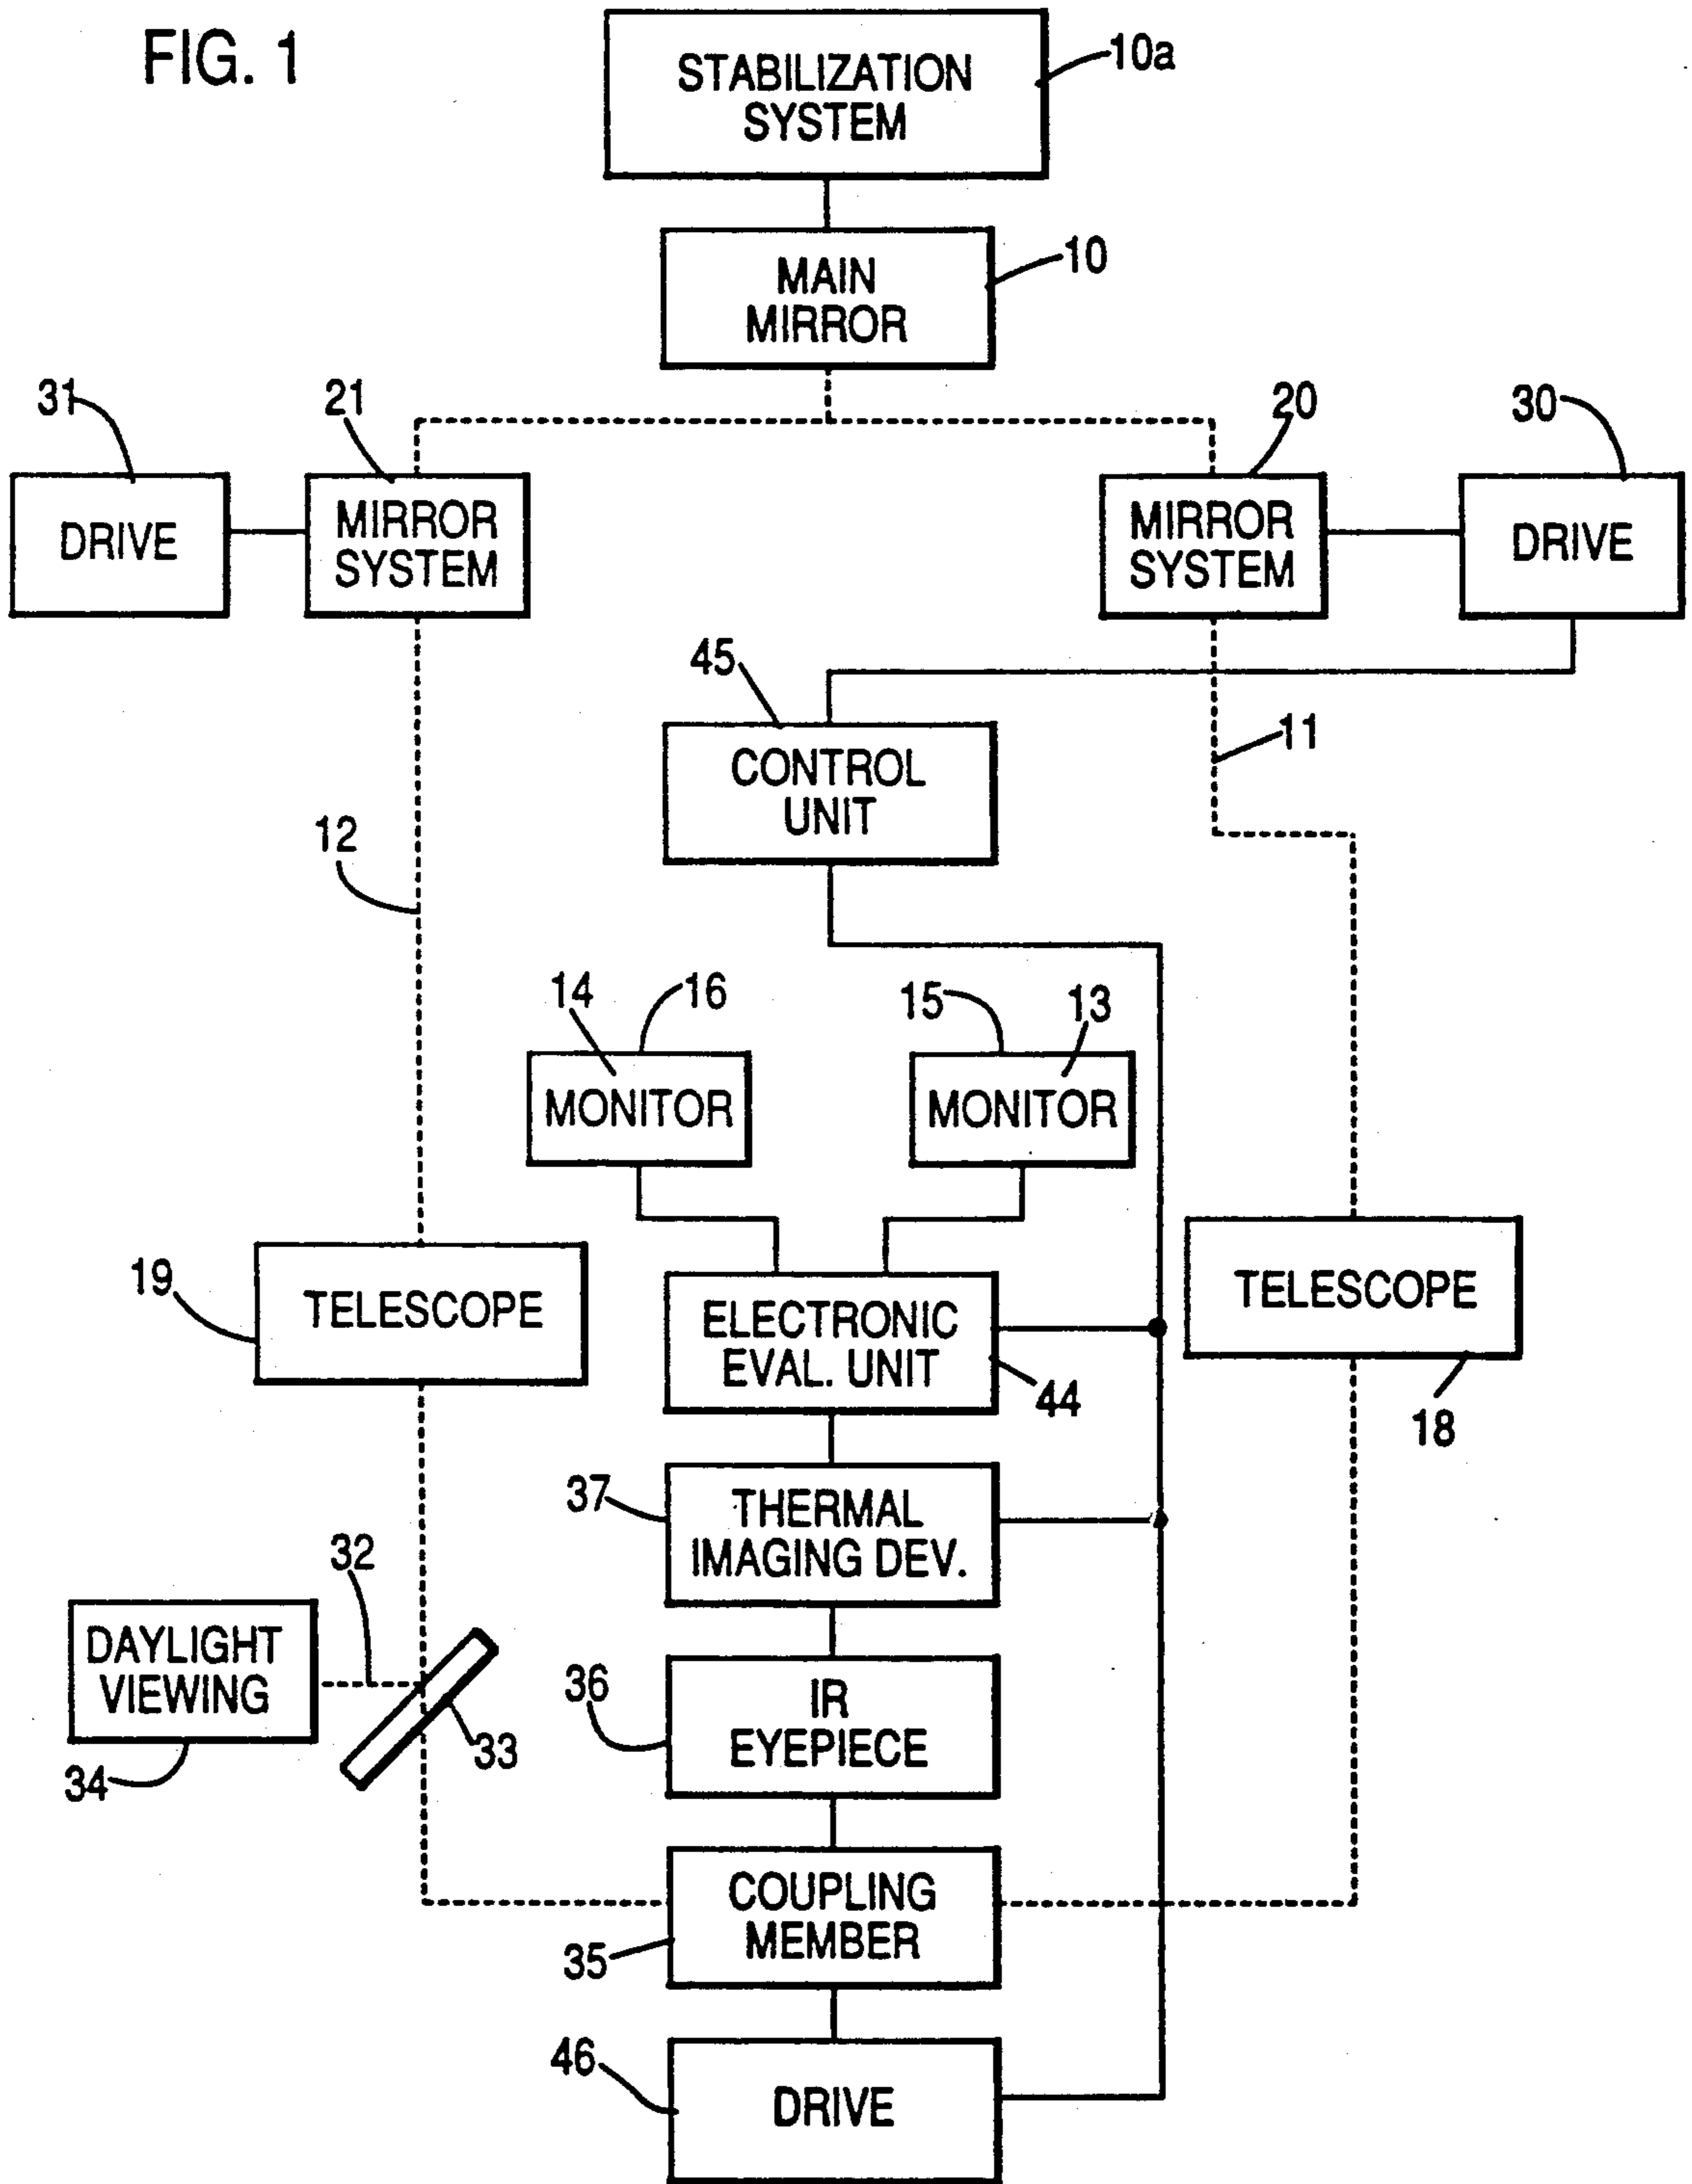 FIG. 1
STABILIZATION
SYSTEM
10a
MAIN
MIRROR
10
31
21
20
30
DRIVE
MIRROR
SYSTEM
MIRROR
SYSTEM
DRIVE
45
CONTROL
UNIT
11
12
14
16
15
13
MONITOR
MONITOR
19
TELESCOPE
ELECTRONIC
EVAL. UNIT
44
TELESCOPE
18
37
THERMAL
IMAGING DEV.
32
DAYLIGHT
VIEWING
34
33
36
IR
EYEPIECE
COUPLING
MEMBER
35
46
DRIVE